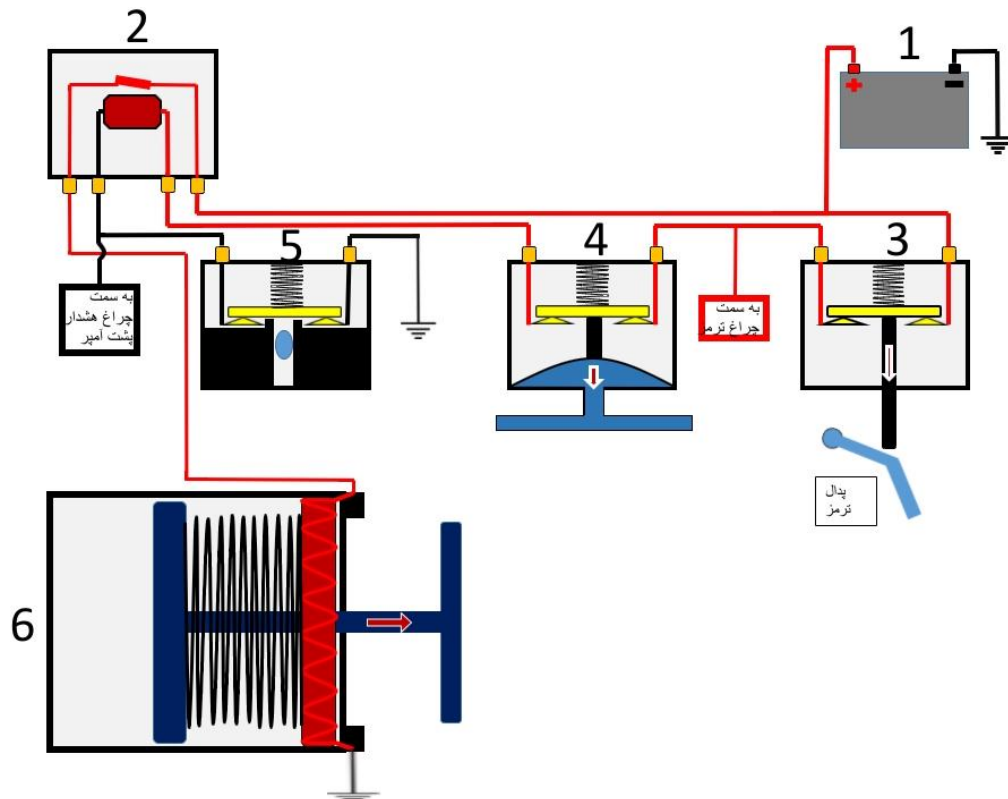 2
1
+
−
5
4
3
به سمت
چراغ هشدار
پشت آمپر
به سمت
چراغ ترمز
پدال
ترمز
6